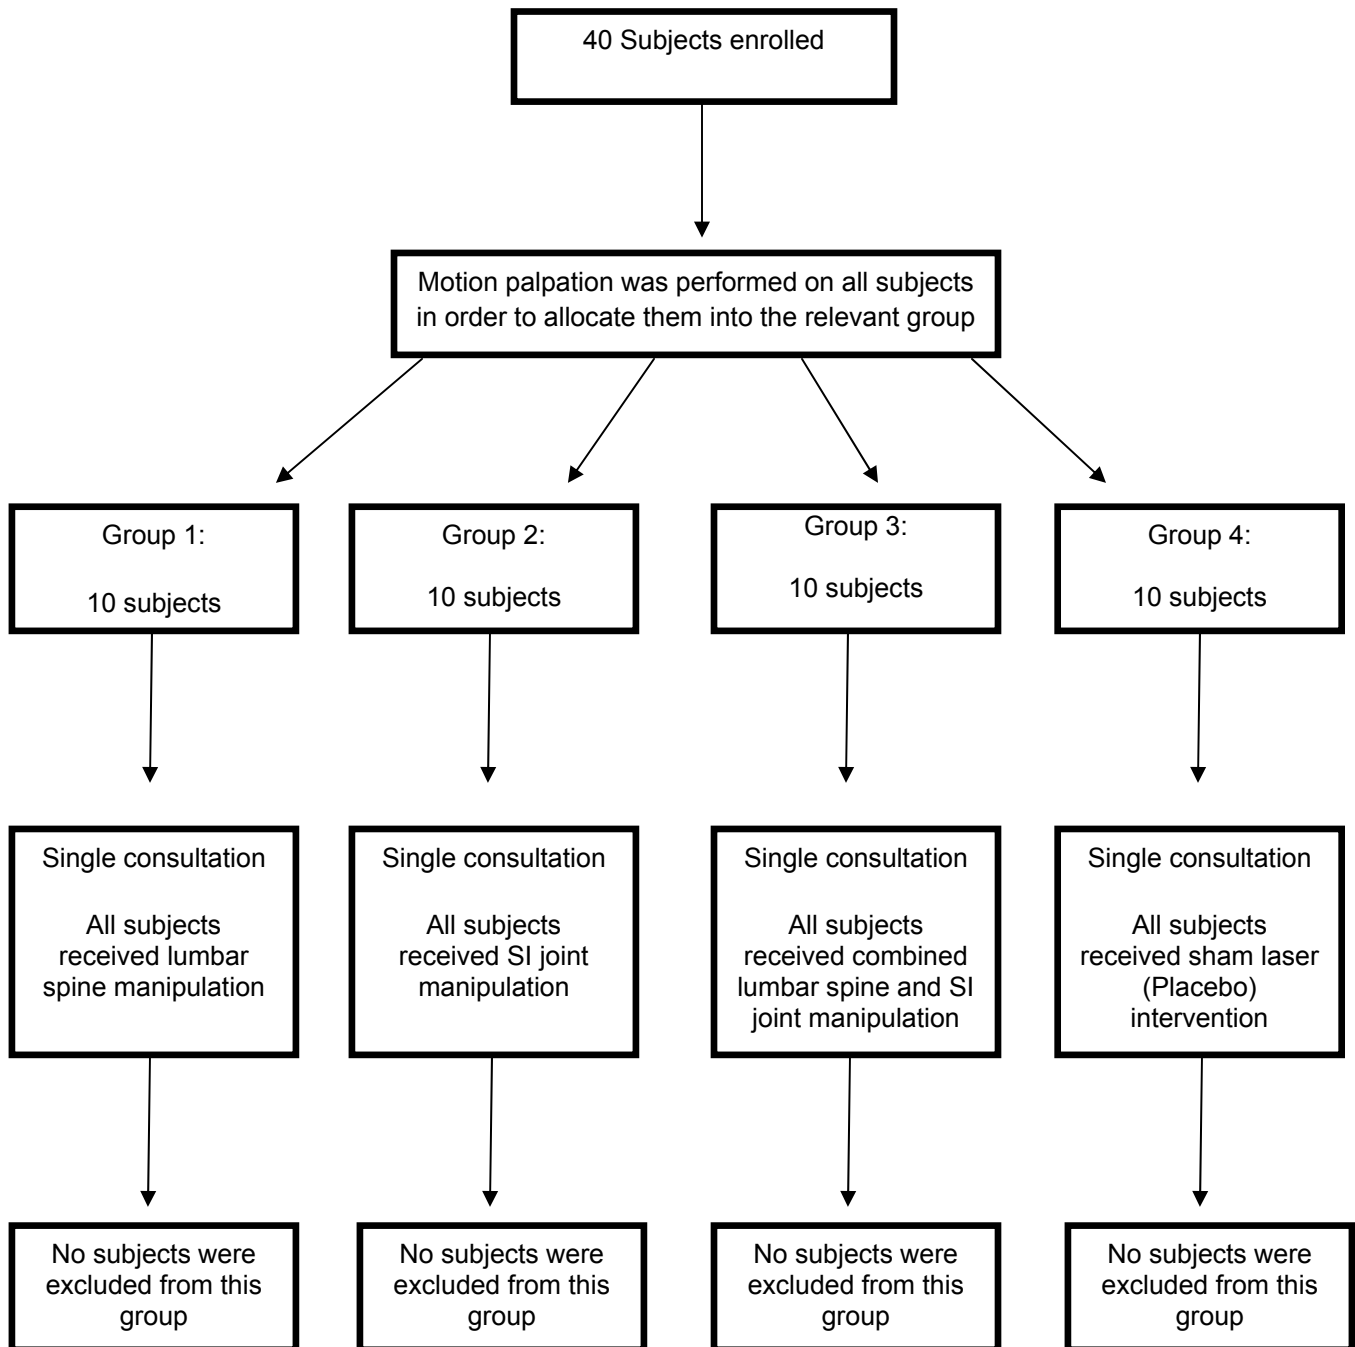 40 Subjects enrolled
Motion palpation was performed on all subjects
in order to allocate them into the relevant group
Group 1:
10 subjects
Group 2:
10 subjects
Group 3:
10 subjects
Group 4:
10 subjects
Single consultation
All subjects
received lumbar
spine manipulation
Single consultation
All subjects
received SI joint
manipulation
Single consultation
All subjects
received combined
lumbar spine and SI
joint manipulation
Single consultation
All subjects
received sham laser
(Placebo)
intervention
No subjects were
excluded from this
group
No subjects were
excluded from this
group
No subjects were
excluded from this
group
No subjects were
excluded from this
group